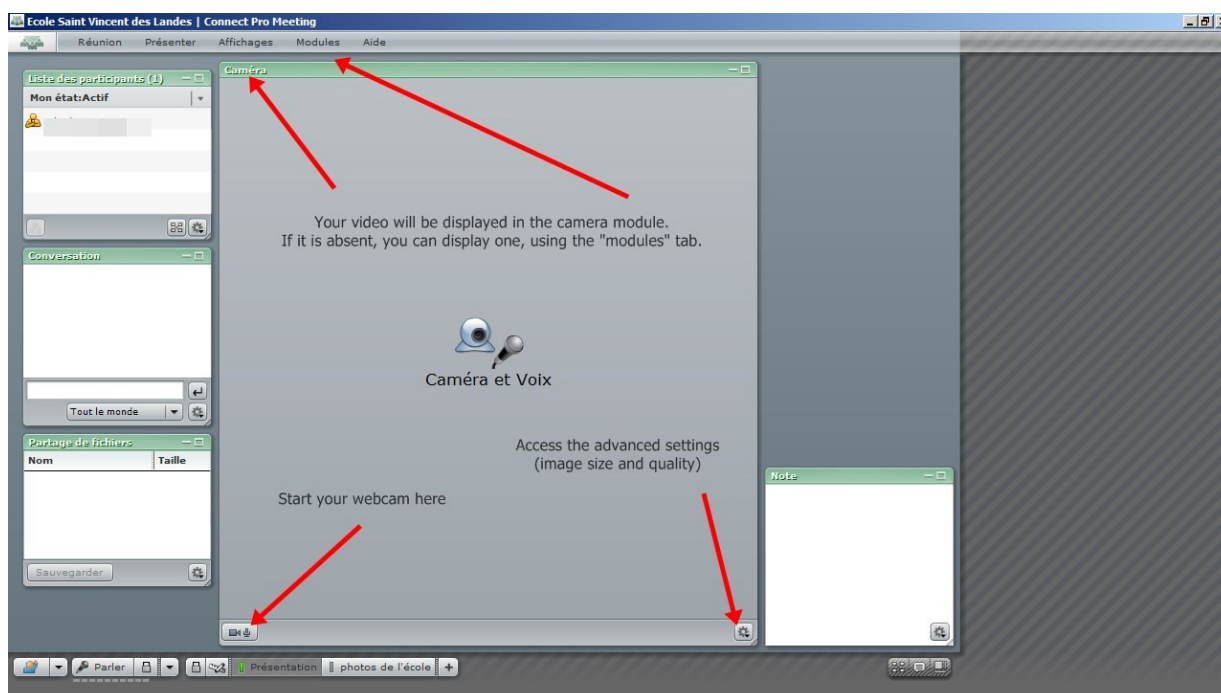 Ecole Saint Vincent des Landes | Connect Pro Meeting
Réunion Présenter Affichages Modules Aide
Liste des participants (1)
Mon état:Actif
Caméra
Your video will be displayed in the camera module.
If it is absent, you can display one, using the "modules" tab.
Conversation
Caméra et Voix
Tout le monde
Partage de fichiers
Nom Taille
Access the advanced settings
(image size and quality)
Start your webcam here
Sauvegarder
Note
Parler Présentation photos de l'école +